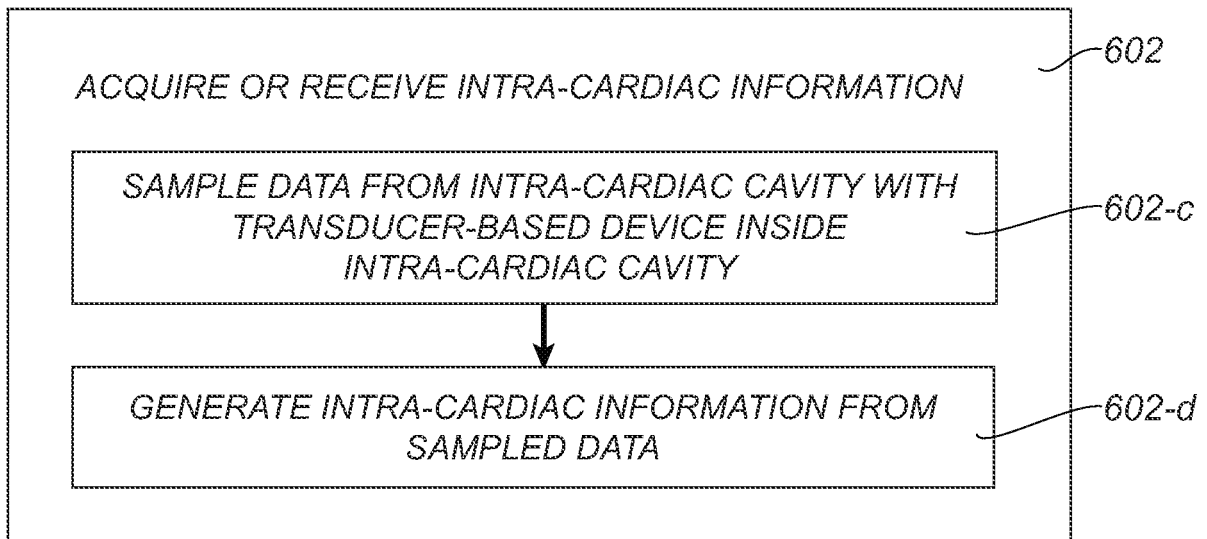 602
ACQUIRE OR RECEIVE INTRA-CARDIAC INFORMATION
SAMPLE DATA FROM INTRA-CARDIAC CAVITY WITH
TRANSDUCER-BASED DEVICE INSIDE
INTRA-CARDIAC CAVITY
602-c
GENERATE INTRA-CARDIAC INFORMATION FROM
SAMPLED DATA
602-d